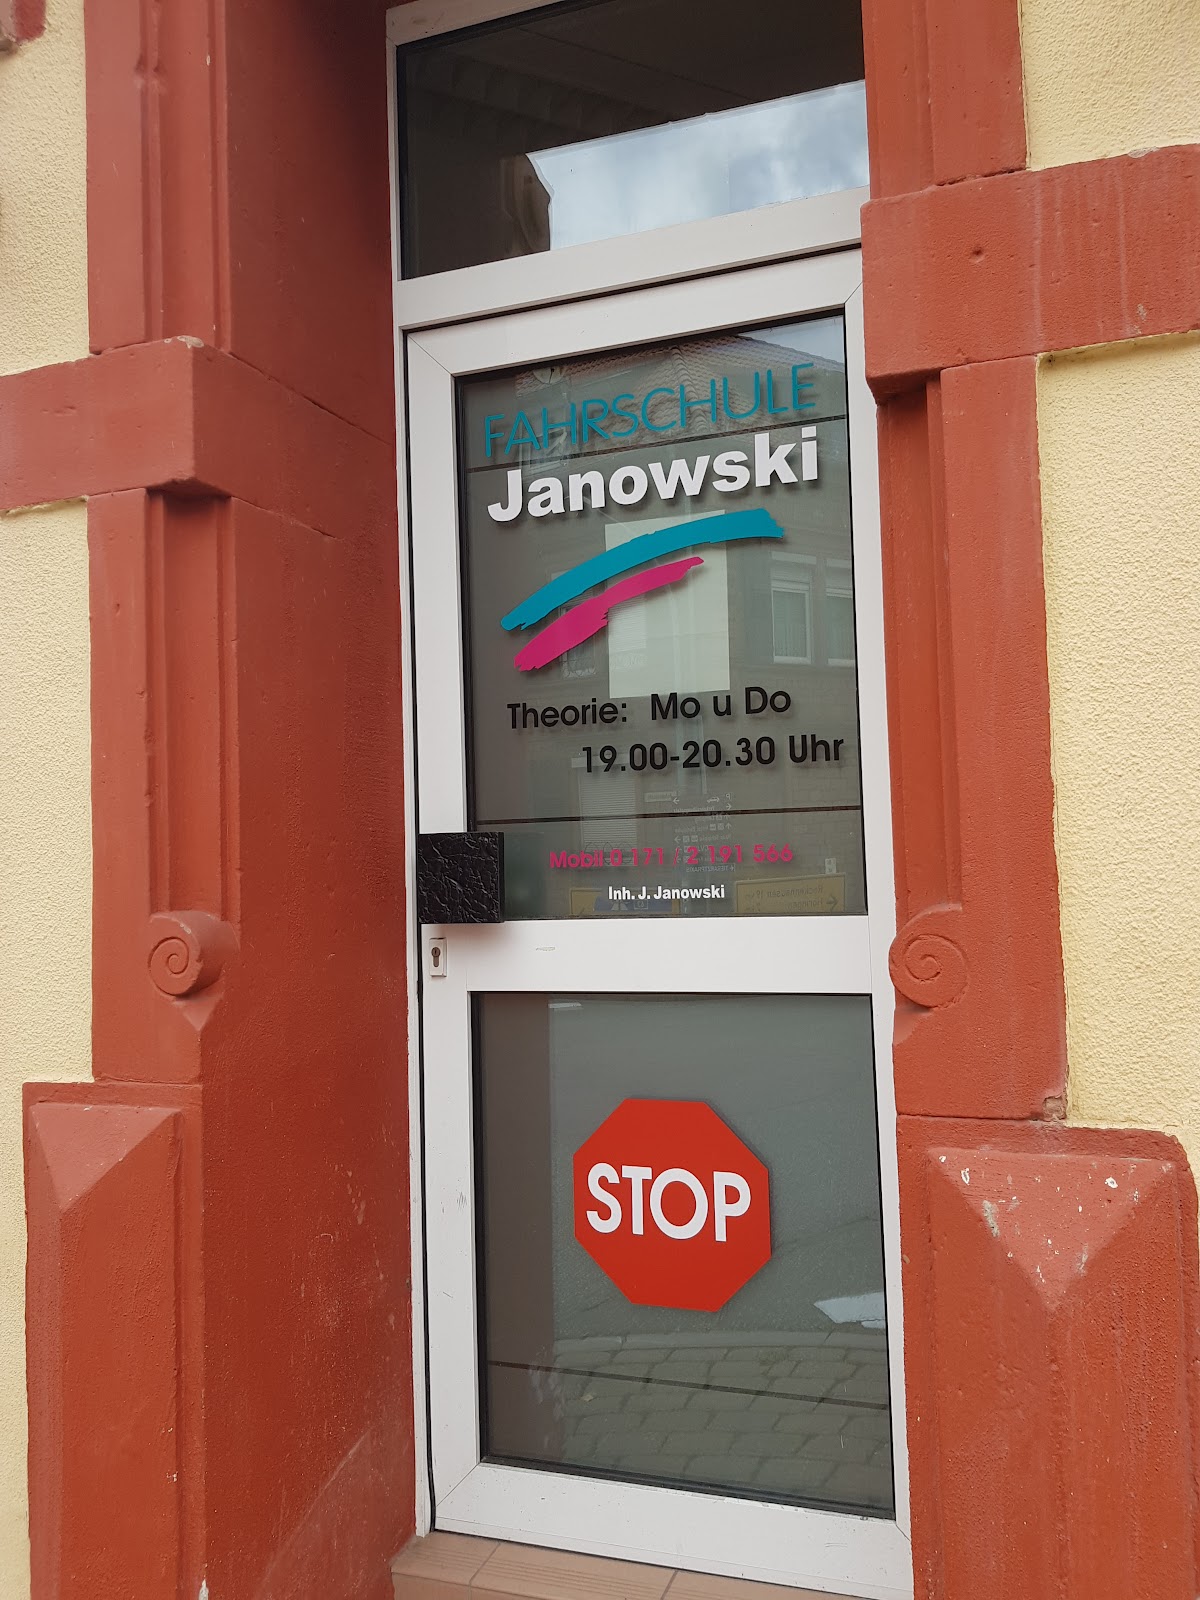 FAHRSCHULE
Janowski
Theorie: Mo u Do
19.00-20.30 Uhr
Mobil 0 171 / 2 191 566
Inh. J. Janowski
STOP